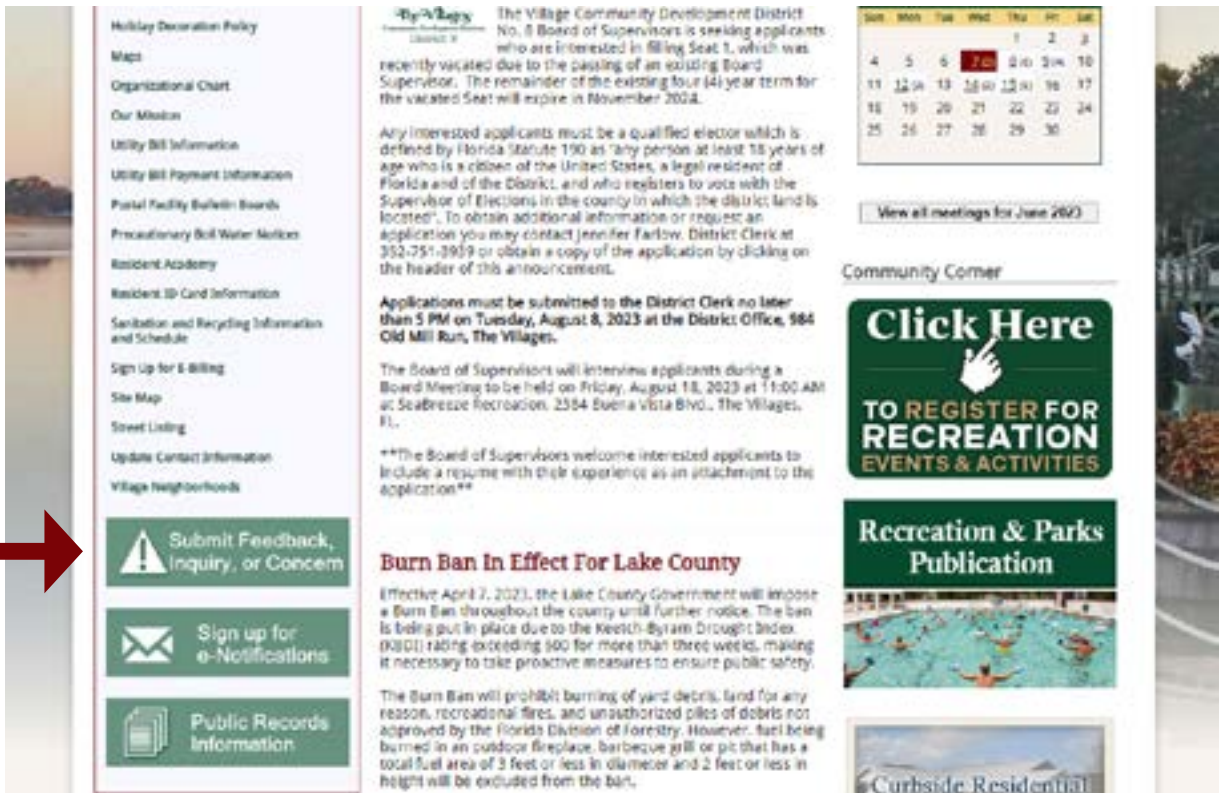 Holiday Decoration Policy
Maps
Organizational Chart
Our Mission
Utility Bill Information
Utility Bill Payment Information
Postal Facility Bulletin Boards
Precautionary Boil Water Notices
Resident Academy
Resident ID Card Information
Sanitation and Recycling Information
and Schedule
Sign Up for E-Billing
Site Map
Street Listing
Update Contact Information
Village Neighborhoods
Submit Feedback,
Inquiry, or Concern
Sign up for
e-Notifications
Public Records
Information
The Village Community Development District
No. 8 Board of Supervisors is seeking applicants
who are interested in filling Seat 1, which was
recently vacated due to the passing of an existing Board
Supervisor. The remainder of the existing four (4) year term for
the vacated Seat will expire in November 2024.
Any interested applicants must be a qualified elector which is
defined by Florida Statute 190 as "any person at least 18 years of
age who is a citizen of the United States, a legal resident of
Florida and of the District, and who registers to vote with the
Supervisor of Elections in the county in which the district land is
located". To obtain additional information or request an
application you may contact Jennifer Farlow, District Clerk at
352-751-3939 or obtain a copy of the application by clicking on
the header of this announcement.
Applications must be submitted to the District Clerk no later
than 5 PM on Tuesday, August 8, 2023 at the District Office, 984
Old Mill Run, The Villages.
The Board of Supervisors will interview applicants during a
Board Meeting to be held on Friday, August 18, 2023 at 11:00 AM
at SeaBreeze Recreation, 2384 Buena Vista Blvd., The Villages,
FL.
**The Board of Supervisors welcome interested applicants to
include a resume with their experience as an attachment to the
application**
Burn Ban In Effect For Lake County
Effective April 7, 2023, the Lake County Government will impose
a Burn Ban throughout the county until further notice. The ban
is being put in place due to the Keetch-Byram Drought Index
(KBDI) rating exceeding 500 for more than three weeks, making
it necessary to take proactive measures to ensure public safety.
The Burn Ban will prohibit burning of yard debris, land for any
reason, recreational fires, and unauthorized piles of debris not
approved by the Florida Division of Forestry. However, fuel being
burned in an outdoor fireplace, barbeque grill or pit that has a
total fuel area of 3 feet or less in diameter and 2 feet or less in
height will be excluded from the ban.
Sun Mon Tue Wed Thu Fri Sat
1 2 3
4 5 6 7 8 9 10
11 12 13 14 15 16 17
18 19 20 21 22 23 24
25 26 27 28 29 30
View all meetings for June 2023
Community Corner
Click Here
TO REGISTER FOR
RECREATION
EVENTS & ACTIVITIES
Recreation & Parks
Publication
Curbside Residential